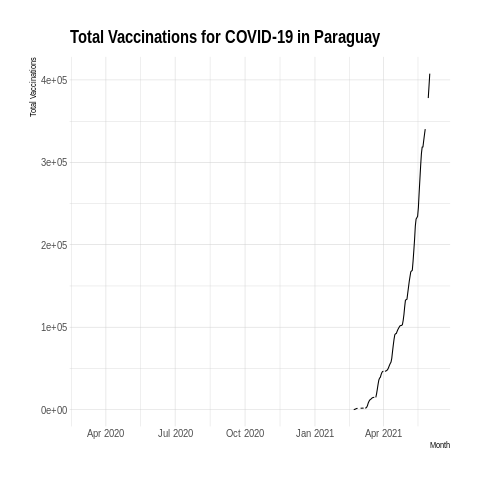 Total Vaccinations for COVID-19 in Paraguay
Total Vaccinations
4e+05
3e+05
2e+05
1e+05
0e+00
Apr 2020
Jul 2020
Oct 2020
Jan 2021
Apr 2021
Month